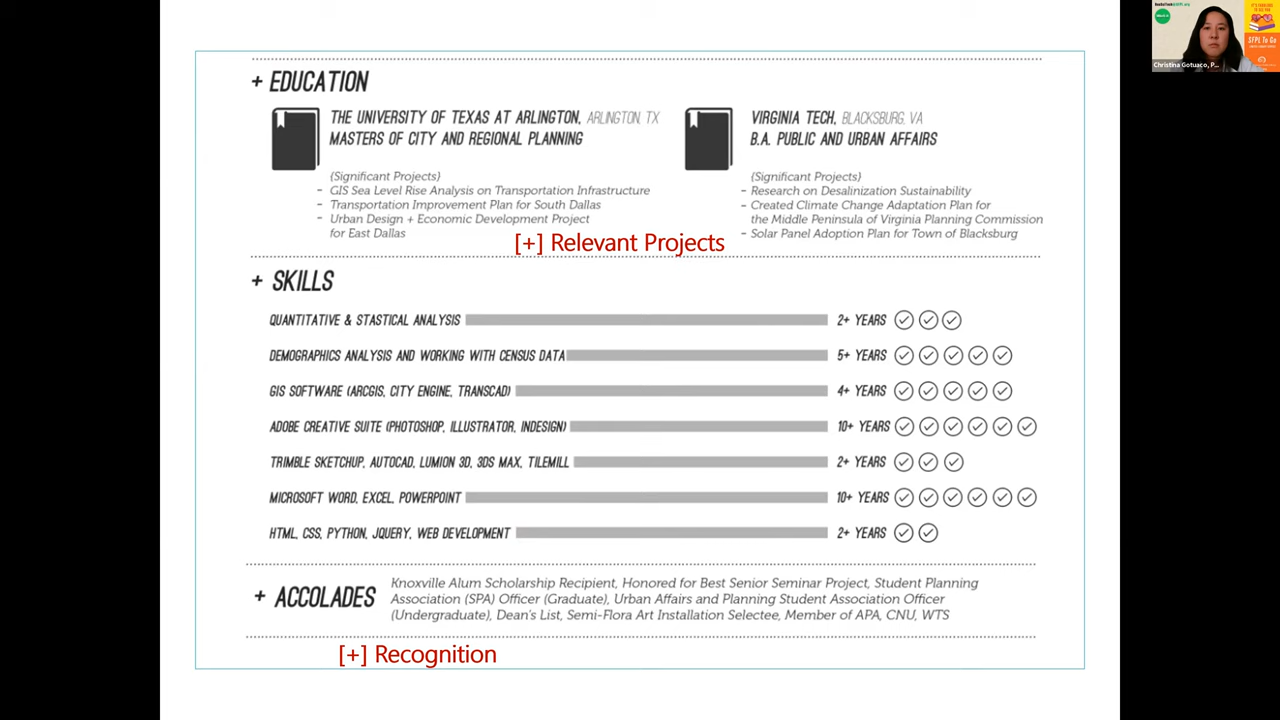 + EDUCATION
THE UNIVERSITY OF TEXAS AT ARLINGTON, ARLINGTON, TX
MASTERS OF CITY AND REGIONAL PLANNING
(Significant Projects)
- GIS Sea Level Rise Analysis on Transportation Infrastructure
- Transportation Improvement Plan for South Dallas
- Urban Design + Economic Development Project
for East Dallas
VIRGINIA TECH, BLACKSBURG, VA
B.A. PUBLIC AND URBAN AFFAIRS
(Significant Projects)
- Research on Desalinization Sustainability
- Created Climate Change Adaptation Plan for
the Middle Peninsula of Virginia Planning Commission
- Solar Panel Adoption Plan for Town of Blacksburg
[+] Relevant Projects
+ SKILLS
QUANTITATIVE & STASTICAL ANALYSIS 2+ YEARS
DEMOGRAPHICS ANALYSIS AND WORKING WITH CENSUS DATA 5+ YEARS
GIS SOFTWARE (ARCGIS, CITY ENGINE, TRANSCAD) 4+ YEARS
ADOBE CREATIVE SUITE (PHOTOSHOP, ILLUSTRATOR, INDESIGN) 10+ YEARS
TRIMBLE SKETCHUP, AUTOCAD, LUMION 3D, 3DS MAX, TILEMILL 2+ YEARS
MICROSOFT WORD, EXCEL, POWERPOINT 10+ YEARS
HTML, CSS, PYTHON, JQUERY, WEB DEVELOPMENT 2+ YEARS
+ ACCOLADES
Knoxville Alum Scholarship Recipient, Honored for Best Senior Seminar Project, Student Planning
Association (SPA) Officer (Graduate), Urban Affairs and Planning Student Association Officer
(Undergraduate), Dean's List, Semi-Flora Art Installation Selectee, Member of APA, CNU, WTS
[+] Recognition
SFPL To Go
Christina Gotuaco, P...